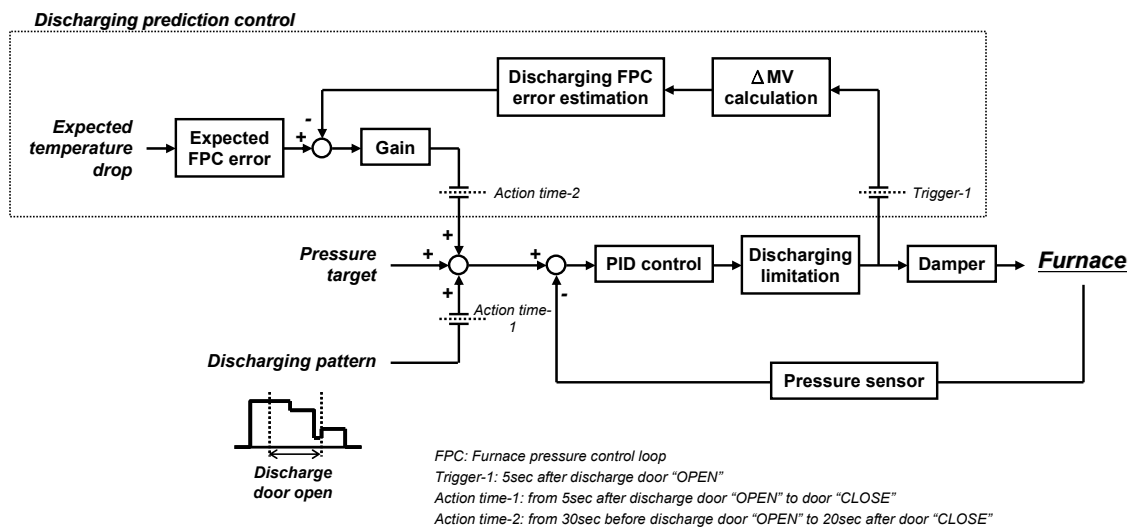 Discharging prediction control
Discharging FPC
error estimation
Δ MV
calculation
Expected
temperature
drop
Expected
FPC error
+
-
Gain
Action time-2
Trigger-1
Pressure
target
+
+
+
+
-
PID control
Discharging
limitation
Damper
Furnace
Action time-
1
Discharging pattern
Pressure sensor
Discharge
door open
FPC: Furnace pressure control loop
Trigger-1: 5sec after discharge door “OPEN”
Action time-1: from 5sec after discharge door “OPEN” to door “CLOSE”
Action time-2: from 30sec before discharge door “OPEN” to 20sec after door “CLOSE”